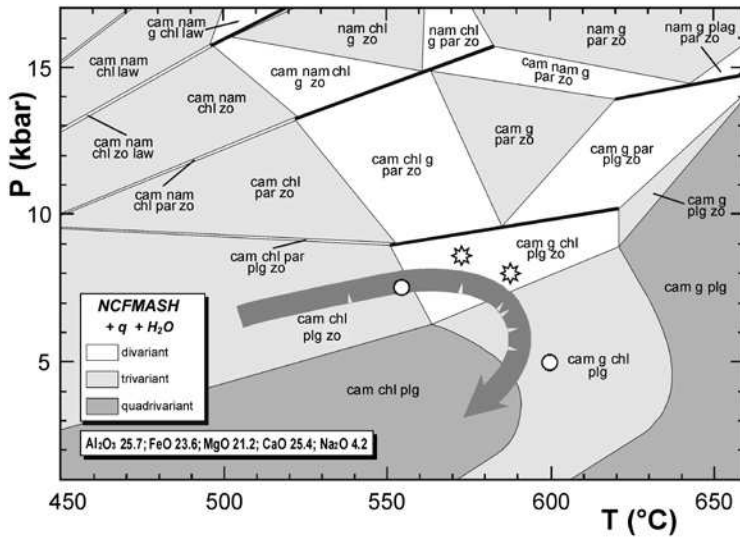 cam nam
g chl law
nam chl
g zo
nam chl
g par zo
nam g
par zo
nam g plag
par zo
cam nam
chl law
cam nam chl
g zo
cam nam g
par zo
cam nam
chl zo
cam nam
chl zo law
cam g
par zo
cam g par
plg zo
cam chl g
par zo
cam nam
chl par zo
cam chl
par zo
cam g
plg zo
cam chl par
plg zo
cam g chl
plg zo
cam g plg
cam chl
plg zo
cam g chl
plg
cam chl plg
NCFMASH
+ q + H₂O
divariant
trivariant
quadrivariant
Al₂O₃ 25.7; FeO 23.6; MgO 21.2; CaO 25.4; Na₂O 4.2
P (kbar)
15
10
5
450
500
550
600
650
T (°C)